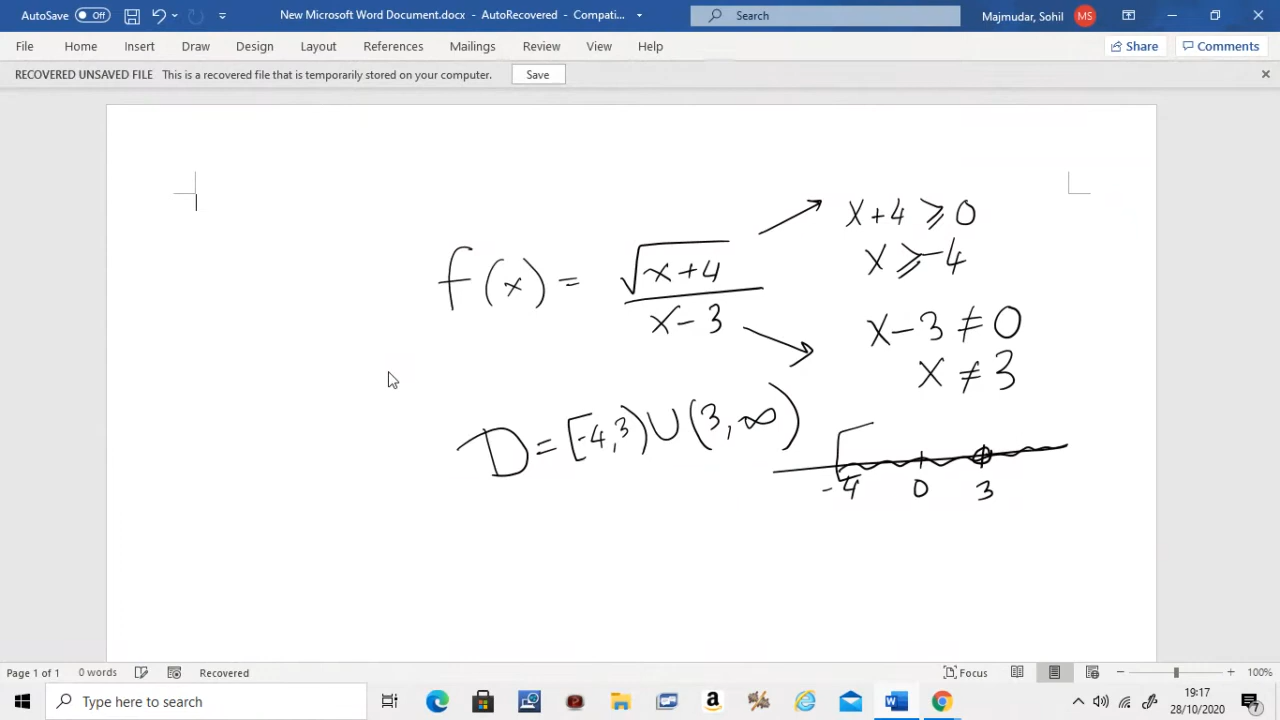 AutoSave Off New Microsoft Word Document.docx - AutoRecovered - Compati... Search Majmudar, Sohil MS
File Home Insert Draw Design Layout References Mailings Review View Help Share Comments
RECOVERED UNSAVED FILE This is a recovered file that is temporarily stored on your computer. Save
f(x) = √(x+4) / (x-3)
x+4 ⩾ 0
x ⩾ -4
x-3 ≠ 0
x ≠ 3
D = [-4,3) ∪ (3, ∞)
-4 0 3
Page 1 of 1 0 words Recovered Focus 100%
Type here to search 19:17
28/10/2020 7